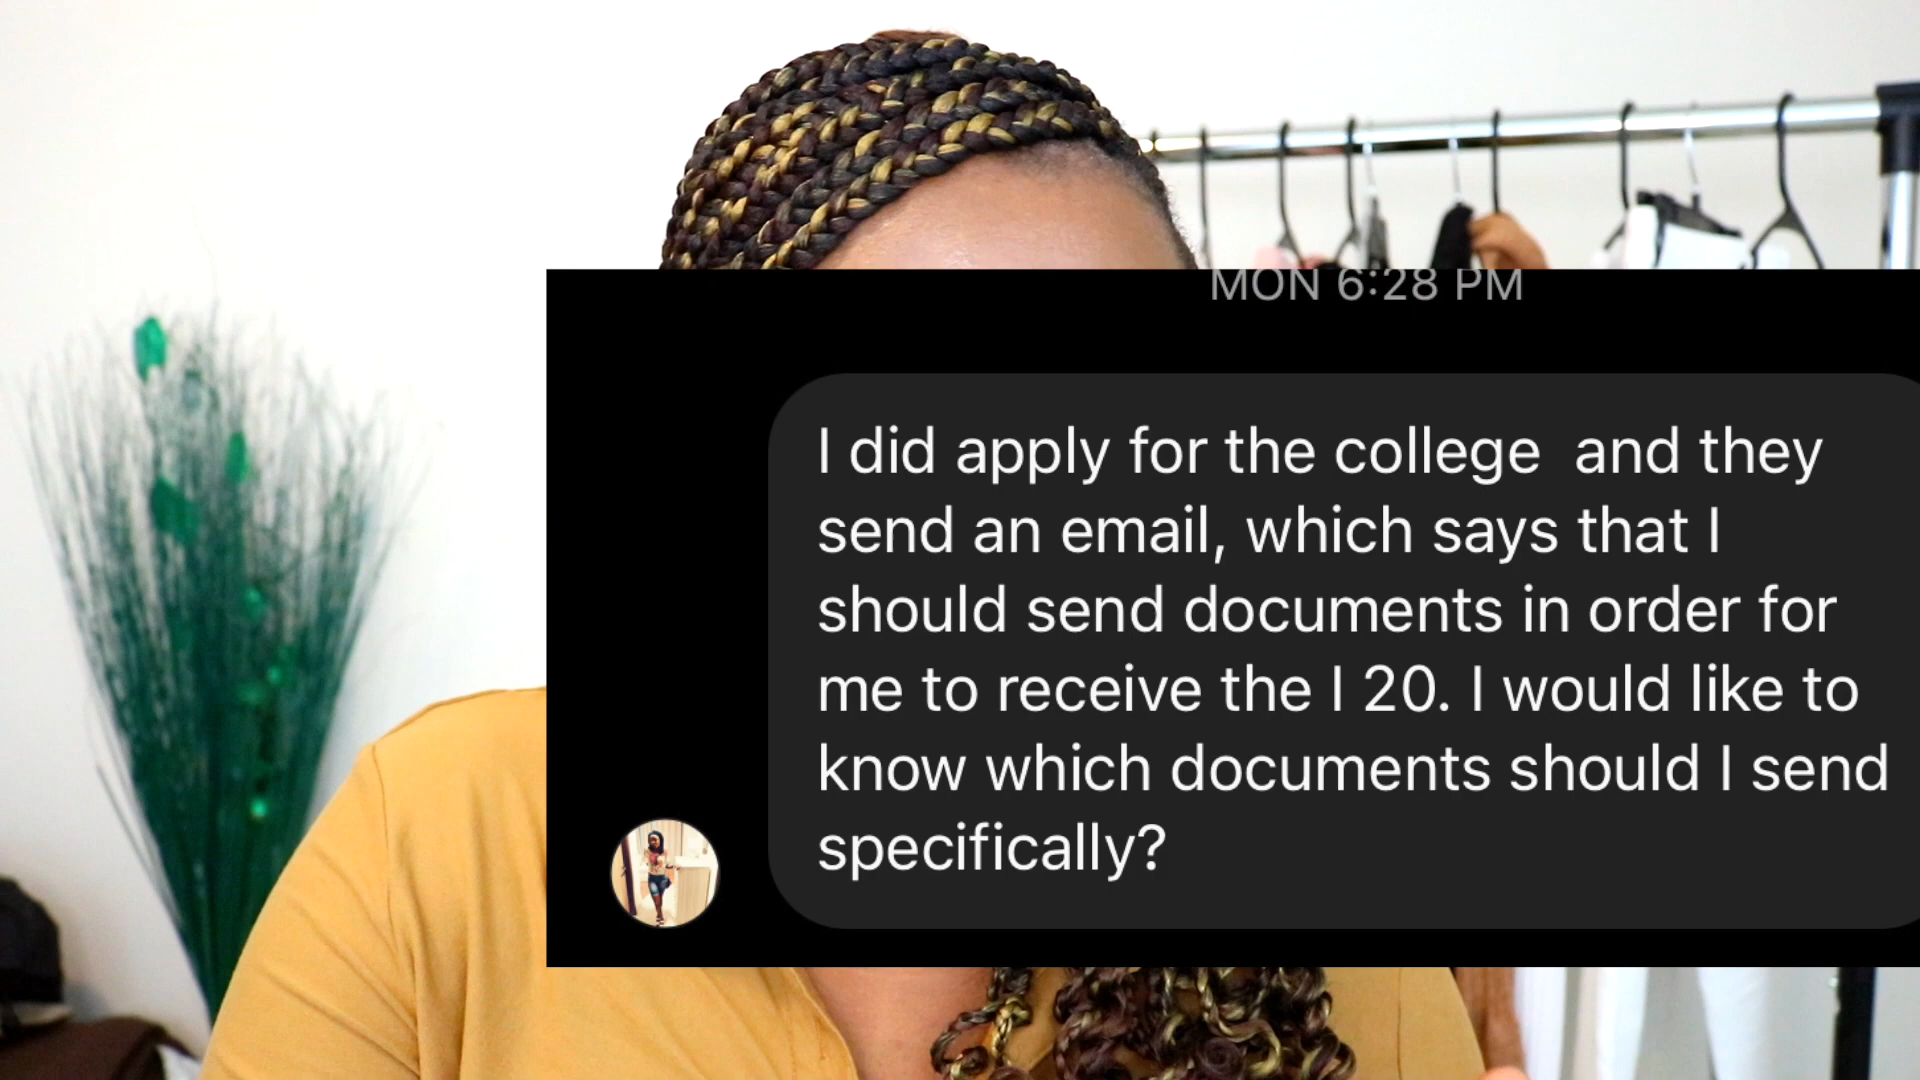 MON 6:28 PM
I did apply for the college  and they
send an email, which says that I
should send documents in order for
me to receive the I 20. I would like to
know which documents should I send
specifically?